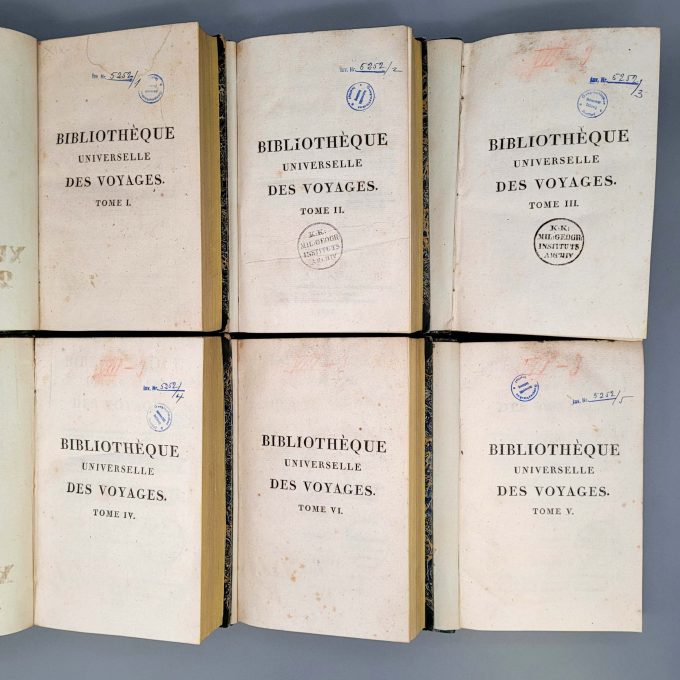 Inv. Nr. 5252/1
BIBLIOTHÈQUE
UNIVERSELLE
DES VOYAGES.
TOME I.
Inv. Nr. 5252/2
BIBLIOTHÈQUE
UNIVERSELLE
DES VOYAGES.
TOME II.
K.K.
MIL: GEOGR:
INSTITUTS
ARCHIV
VIII-J
Inv. Nr. 5252/3
BIBLIOTHÈQUE
UNIVERSELLE
DES VOYAGES.
TOME III.
K.K:
MIL: GEOGR:
INSTITUTS
ARCHIV
Inv. Nr. 5252/4
BIBLIOTHÈQUE
UNIVERSELLE
DES VOYAGES.
TOME IV.
BIBLIOTHÈQUE
UNIVERSELLE
DES VOYAGES.
TOME VI.
Inv. Nr. 5252/5
BIBLIOTHÈQUE
UNIVERSELLE
DES VOYAGES.
TOME V.